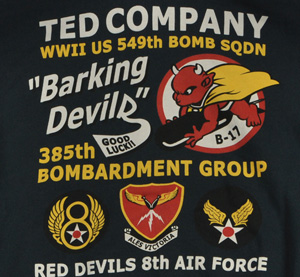 TED COMPANY
WWII US 549th BOMB SQDN
"Barking
Devils"
GOOD
LUCK!!
B-17
385th
BOMBARDMENT GROUP
8
ALES VICTORIA
RED DEVILS 8th AIR FORCE